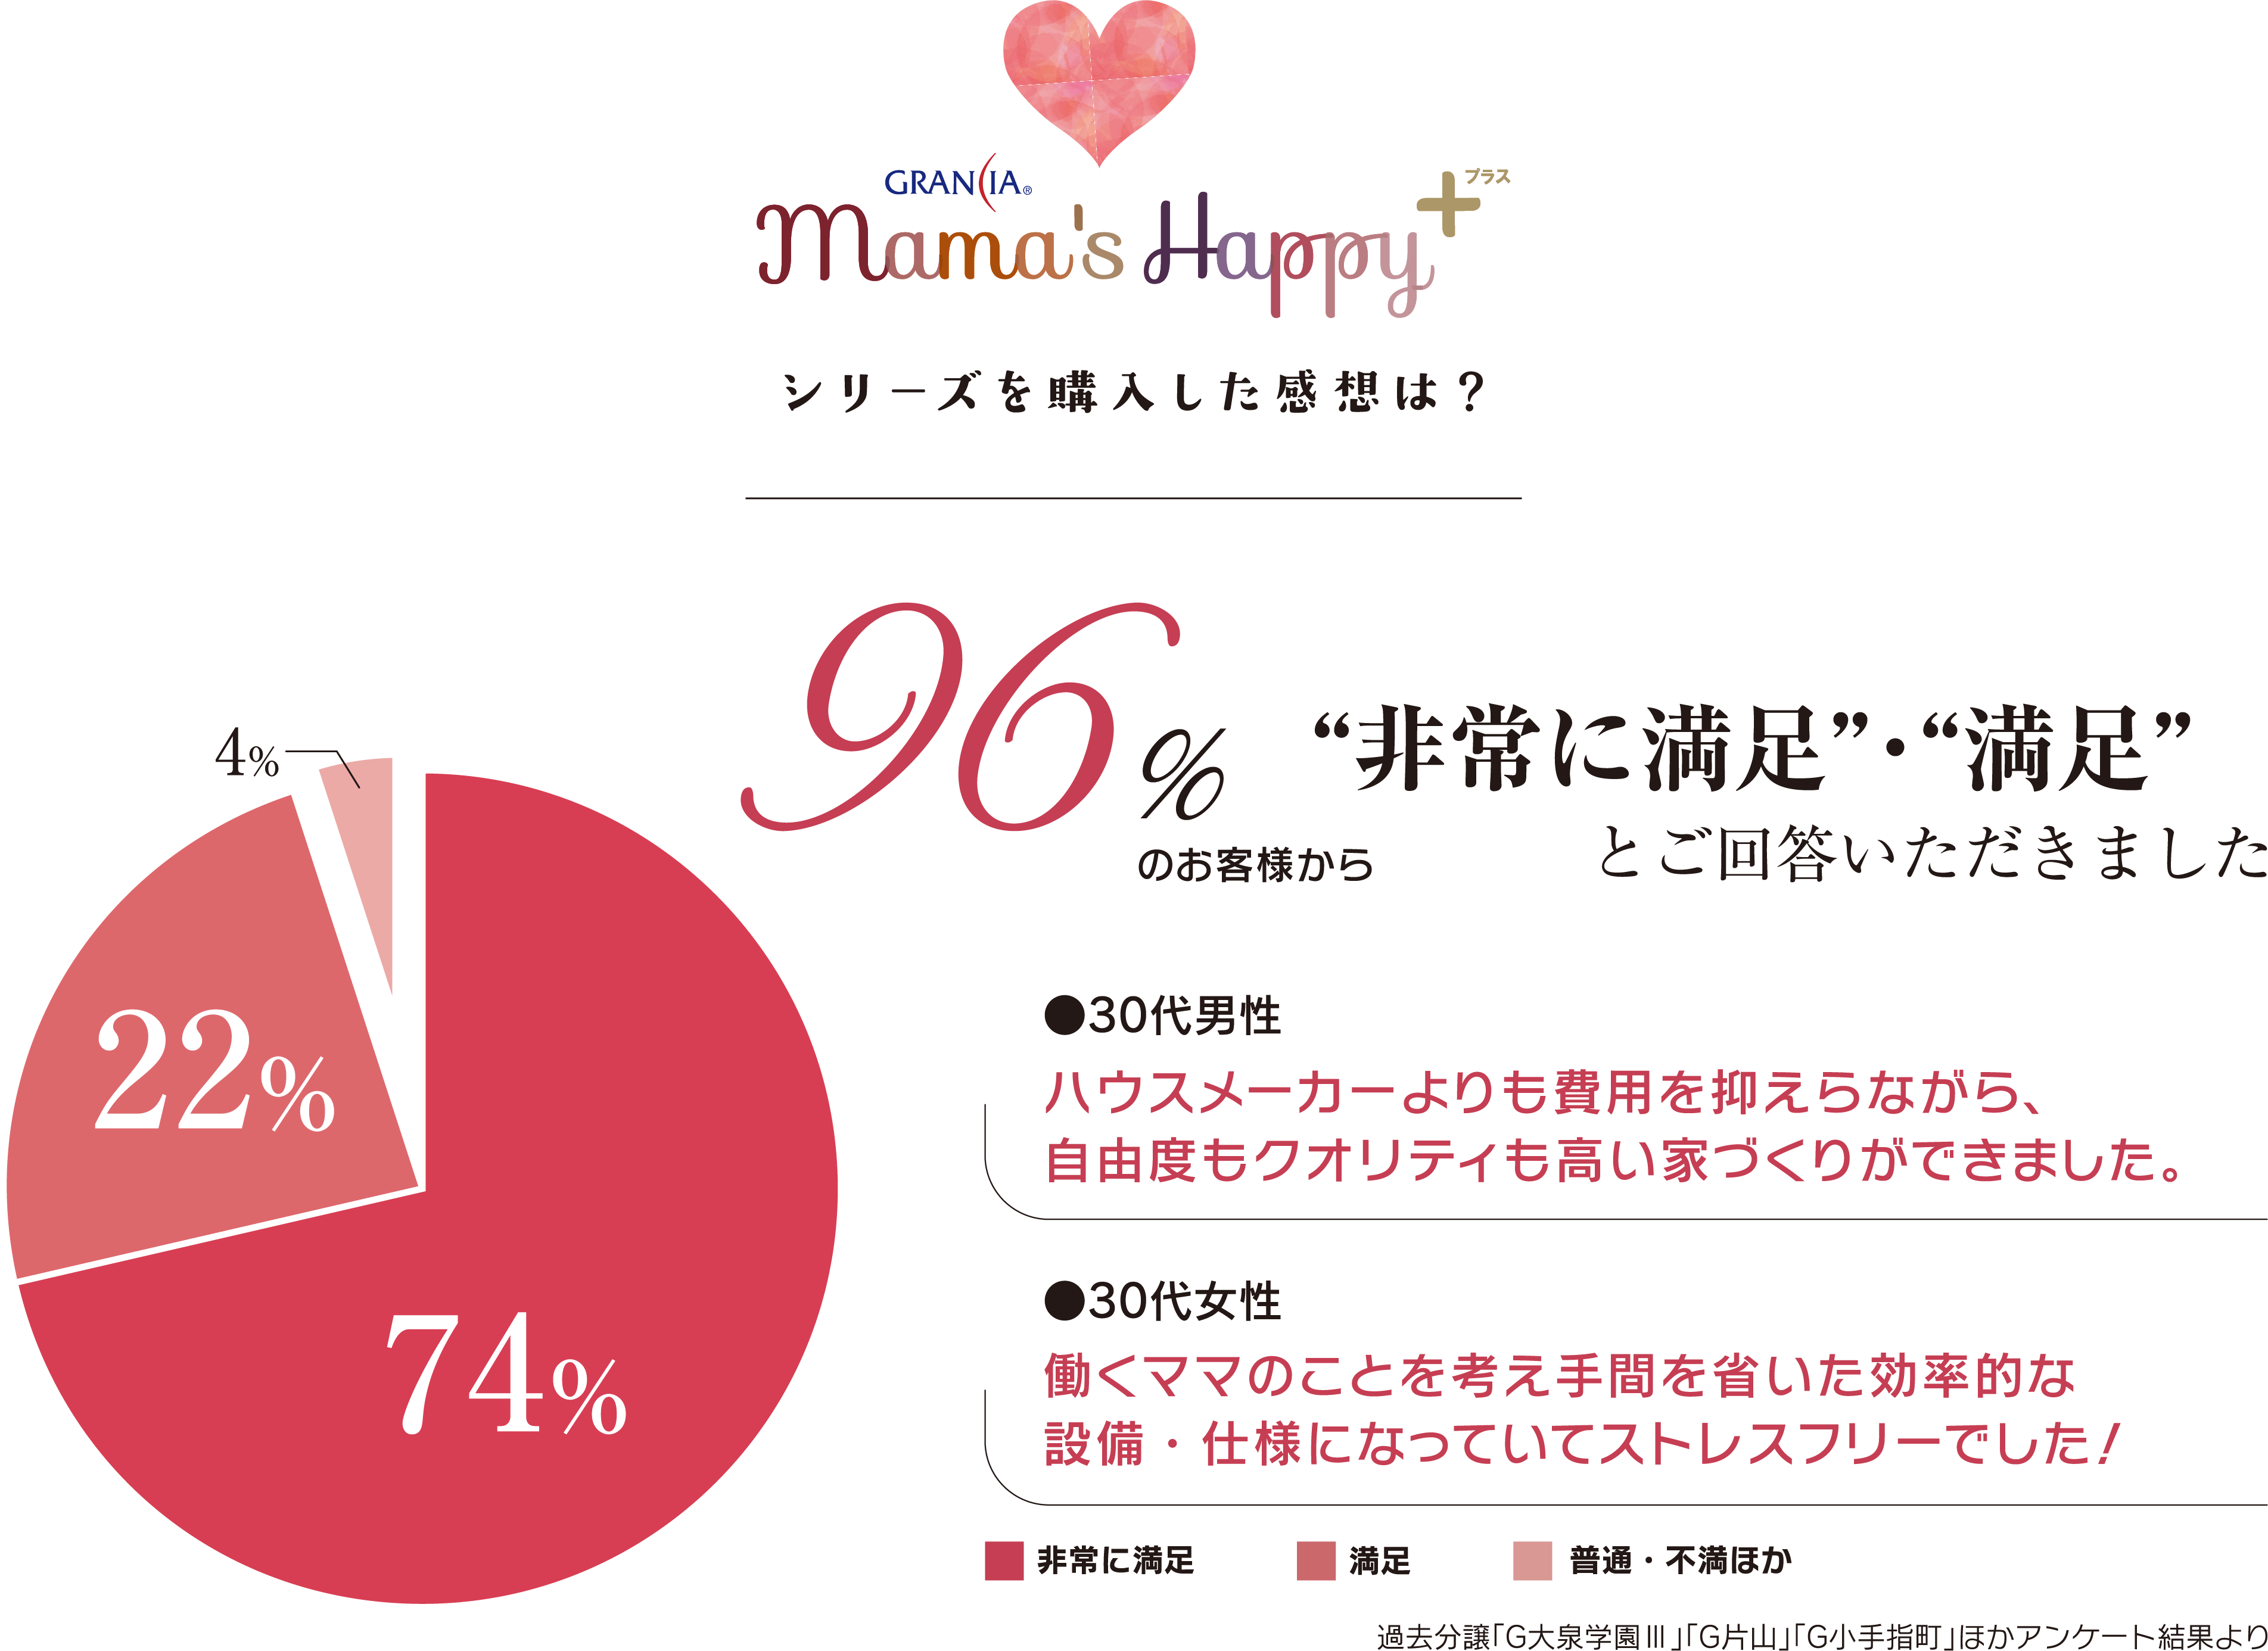 GRANCIA®
Mama's Happy+プラス
シリーズを購入した感想は?
96%
のお客様から
“非常に満足”・“満足”
とご回答いただきました
4%
22%
74%
●30代男性
ハウスメーカーよりも費用を抑えらながら、
自由度もクオリティも高い家づくりができました。
●30代女性
働くママのことを考え手間を省いた効率的な
設備・仕様になっていてストレスフリーでした!
非常に満足 満足 普通・不満ほか
過去分譲「G大泉学園Ⅲ」「G片山」「G小手指町」ほかアンケート結果より